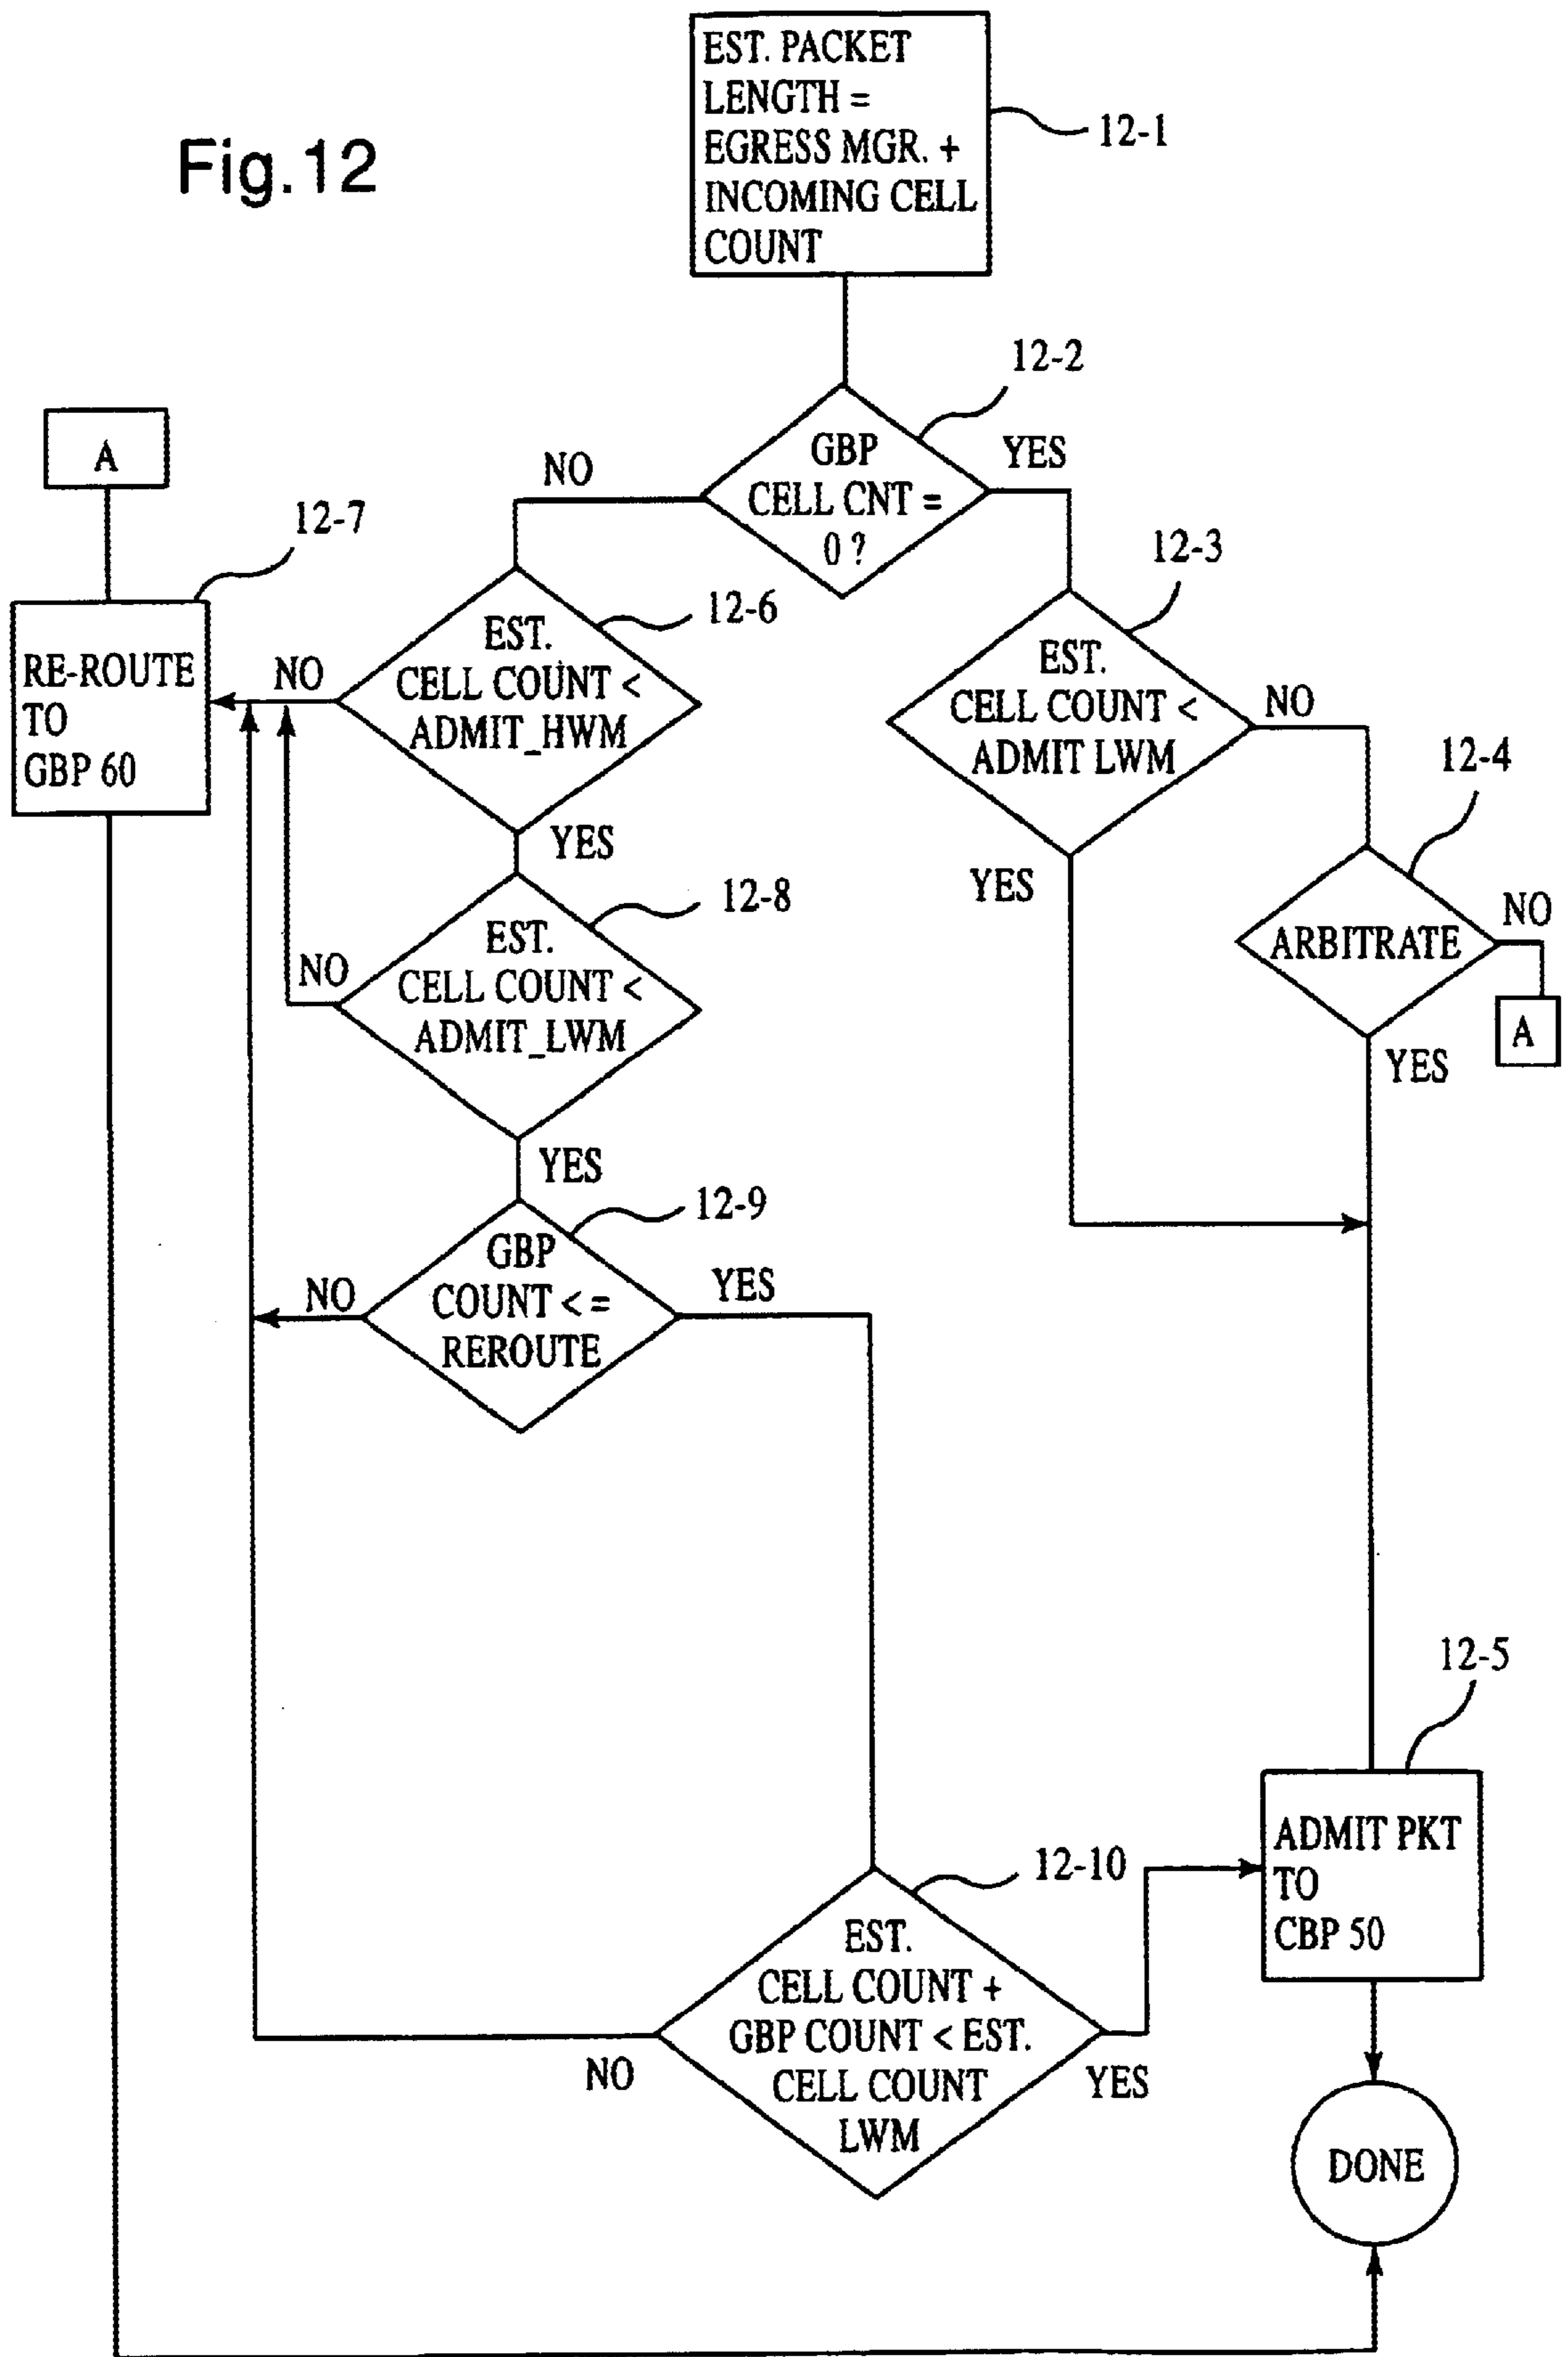 Fig.12
EST. PACKET
LENGTH =
EGRESS MGR. +
INCOMING CELL
COUNT
12-1
12-2
GBP
CELL CNT =
0 ?
NO
YES
A
12-7
RE-ROUTE
TO
GBP 60
12-6
EST.
CELL COUNT <
ADMIT_HWM
NO
YES
12-3
EST.
CELL COUNT <
ADMIT LWM
NO
YES
12-4
ARBITRATE
NO
A
YES
12-8
EST.
CELL COUNT <
ADMIT_LWM
NO
YES
12-9
GBP
COUNT < =
REROUTE
NO
YES
12-5
ADMIT PKT
TO
CBP 50
12-10
EST.
CELL COUNT +
GBP COUNT < EST.
CELL COUNT
LWM
NO
YES
DONE